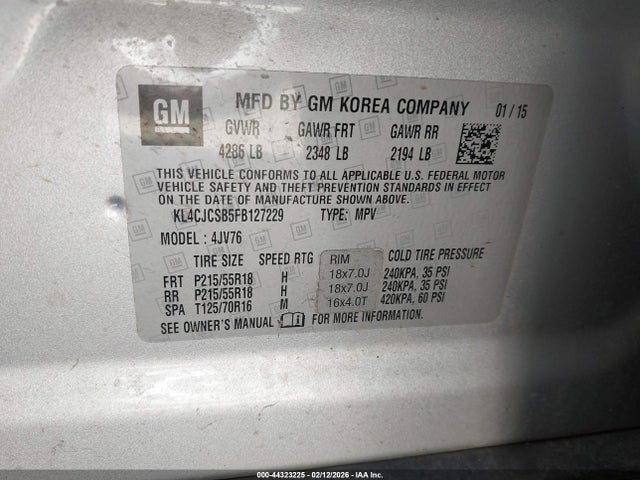 GM MFD BY GM KOREA COMPANY 01 / 15
GVWR GAWR FRT GAWR RR
4286 LB 2348 LB 2194 LB
THIS VEHICLE CONFORMS TO ALL APPLICABLE U.S. FEDERAL MOTOR
VEHICLE SAFETY AND THEFT PREVENTION STANDARDS IN EFFECT ON
THE DATE OF MANUFACTURE SHOWN ABOVE.
KL4CJCSB5FB127229 TYPE: MPV
MODEL : 4JV76
TIRE SIZE SPEED RTG RIM COLD TIRE PRESSURE
FRT P215/55R18 H 18x7.0J 240KPA, 35 PSI
RR P215/55R18 H 18x7.0J 240KPA, 35 PSI
SPA T125/70R16 M 16x4.0T 420KPA, 60 PSI
SEE OWNER'S MANUAL FOR MORE INFORMATION.
000-44323225 - 02/12/2026 - IAA Inc.